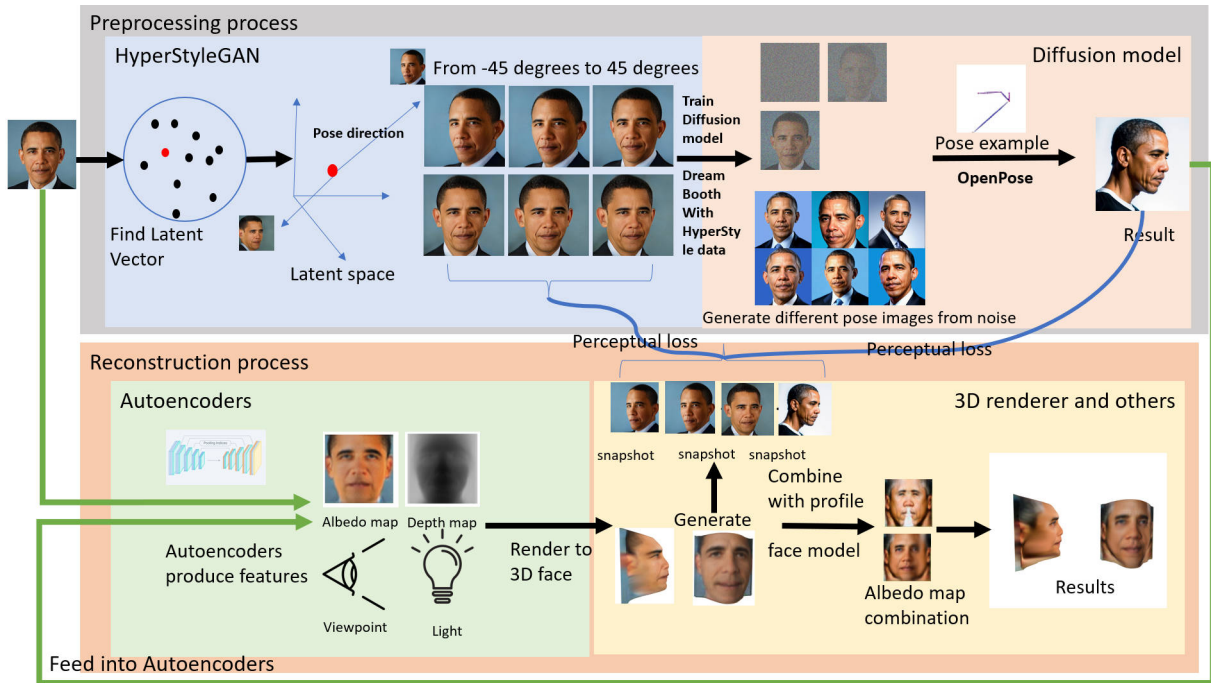 Preprocessing process
HyperStyleGAN
Diffusion model
From -45 degrees to 45 degrees
Pose direction
Train
Diffusion
model
Dream
Booth
With
HyperSty
le data
Pose example
OpenPose
Find Latent
Vector
Latent space
Result
Generate different pose images from noise
Perceptual loss
Perceptual loss
Reconstruction process
Autoencoders
3D renderer and others
snapshot
snapshot
snapshot
Albedo map
Depth map
Autoencoders
produce features
Viewpoint
Light
Render to
3D face
Generate
Combine
with profile
face model
Albedo map
combination
Results
Feed into Autoencoders